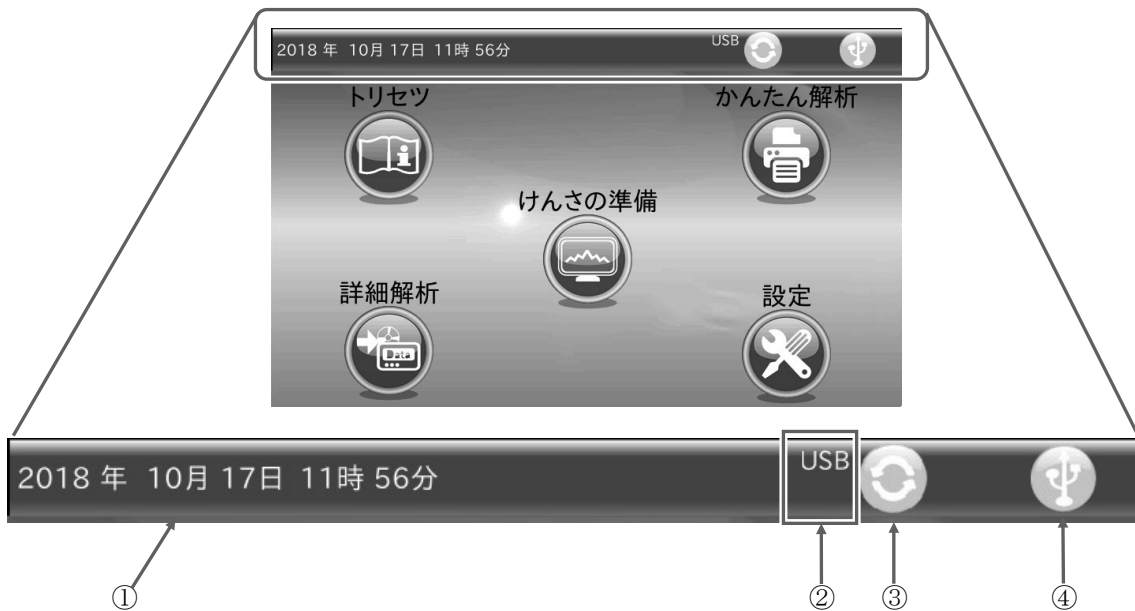 2018 年 10月 17日 11時 56分 USB
トリセツ かんたん解析
けんさの準備
詳細解析 設定
Data
2018 年 10月 17日 11時 56分 USB
① ② ③ ④